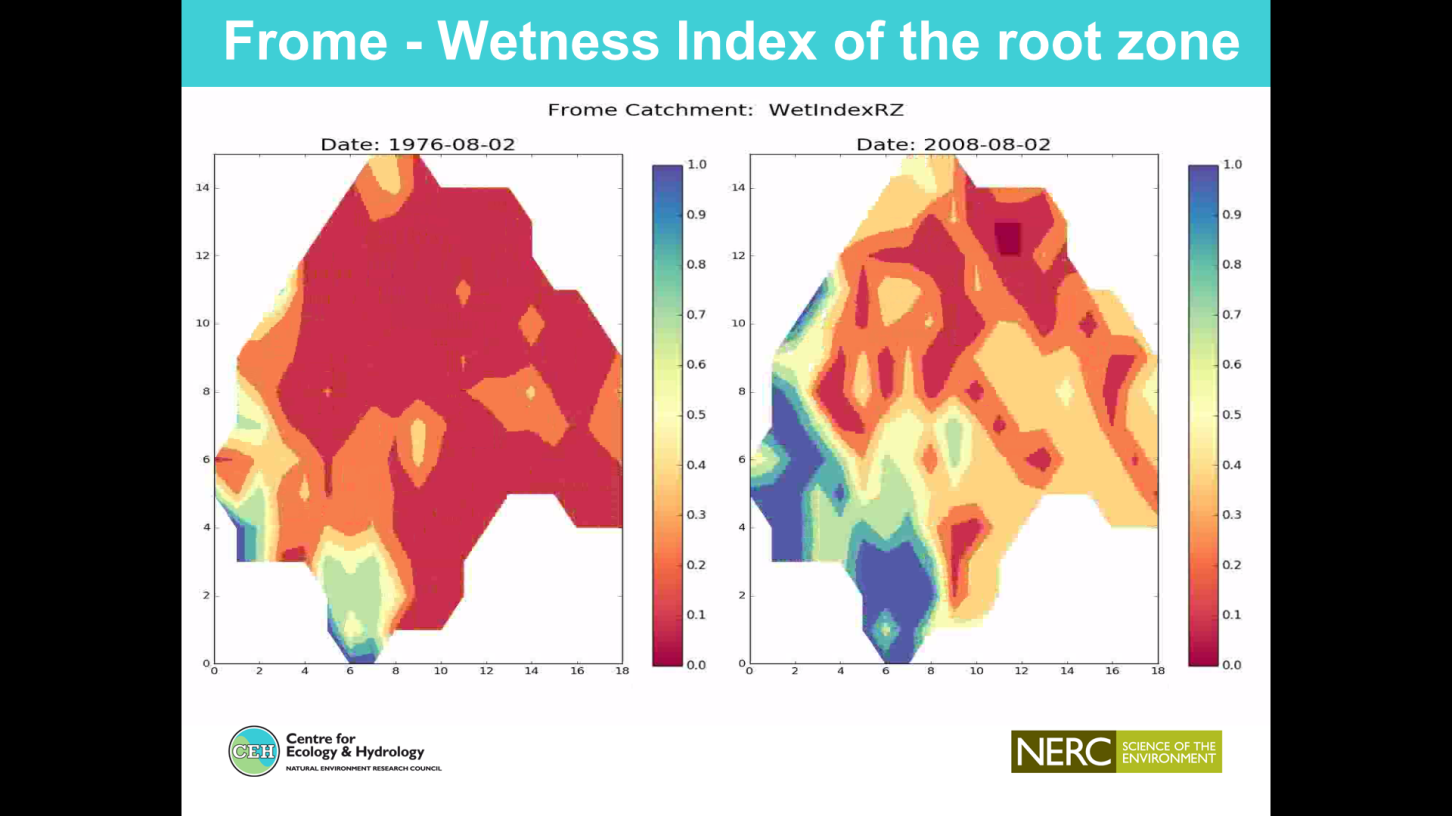 Frome - Wetness Index of the root zone
Frome Catchment: WetIndexRZ
Date: 1976-08-02
14
12
10
8
6
4
2
0
0 2 4 6 8 10 12 14 16 18
1.0
0.9
0.8
0.7
0.6
0.5
0.4
0.3
0.2
0.1
0.0
Date: 2008-08-02
14
12
10
8
6
4
2
0
0 2 4 6 8 10 12 14 16 18
1.0
0.9
0.8
0.7
0.6
0.5
0.4
0.3
0.2
0.1
0.0
CEH
Centre for
Ecology & Hydrology
NATURAL ENVIRONMENT RESEARCH COUNCIL
NERC
SCIENCE OF THE
ENVIRONMENT